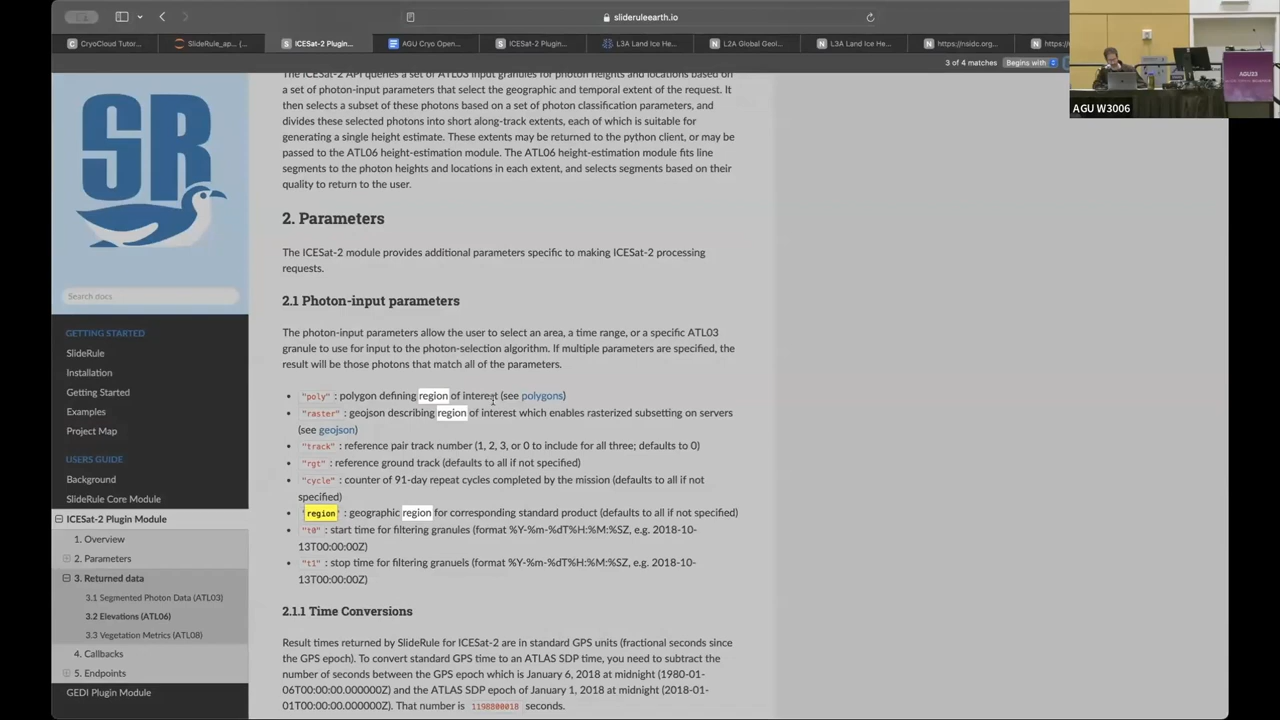 slideruleearth.io
CryoCloud Tutor...
SlideRule_ap... (...
ICESat-2 Plugin...
AGU Cryo Open...
ICESat-2 Plugin...
L3A Land Ice He...
L2A Global Geol...
L3A Land Ice He...
https://nsidc.org...
3 of 4 matches
Begins with
AGU23
AGU W3006
SR
Search docs
GETTING STARTED
SlideRule
Installation
Getting Started
Examples
Project Map
USERS GUIDE
Background
SlideRule Core Module
ICESat-2 Plugin Module
1. Overview
2. Parameters
3. Returned data
3.1 Segmented Photon Data (ATL03)
3.2 Elevations (ATL06)
3.3 Vegetation Metrics (ATL08)
4. Callbacks
5. Endpoints
GEDI Plugin Module
The ICESat-2 API queries a set of ATL03 input granules for photon heights and locations based on
a set of photon-input parameters that select the geographic and temporal extent of the request. It
then selects a subset of these photons based on a set of photon classification parameters, and
divides these selected photons into short along-track extents, each of which is suitable for
generating a single height estimate. These extents may be returned to the python client, or may be
passed to the ATL06 height-estimation module. The ATL06 height-estimation module fits line
segments to the photon heights and locations in each extent, and selects segments based on their
quality to return to the user.
2. Parameters
The ICESat-2 module provides additional parameters specific to making ICESat-2 processing
requests.
2.1 Photon-input parameters
The photon-input parameters allow the user to select an area, a time range, or a specific ATL03
granule to use for input to the photon-selection algorithm. If multiple parameters are specified, the
result will be those photons that match all of the parameters.
• "poly" : polygon defining region of interest (see polygons)
• "raster" : geojson describing region of interest which enables rasterized subsetting on servers
(see geojson)
• "track" : reference pair track number (1, 2, 3, or 0 to include for all three; defaults to 0)
• "rgt" : reference ground track (defaults to all if not specified)
• "cycle" : counter of 91-day repeat cycles completed by the mission (defaults to all if not
specified)
• "region" : geographic region for corresponding standard product (defaults to all if not specified)
• "t0" : start time for filtering granules (format %Y-%m-%dT%H:%M:%SZ, e.g. 2018-10-
13T00:00:00Z)
• "t1" : stop time for filtering granuels (format %Y-%m-%dT%H:%M:%SZ, e.g. 2018-10-
13T00:00:00Z)
2.1.1 Time Conversions
Result times returned by SlideRule for ICESat-2 are in standard GPS units (fractional seconds since
the GPS epoch). To convert standard GPS time to an ATLAS SDP time, you need to subtract the
number of seconds between the GPS epoch which is January 6, 2018 at midnight (1980-01-
06T00:00:00.000000Z) and the ATLAS SDP epoch of January 1, 2018 at midnight (2018-01-
01T00:00:00.000000Z). That number is 1198800018 seconds.